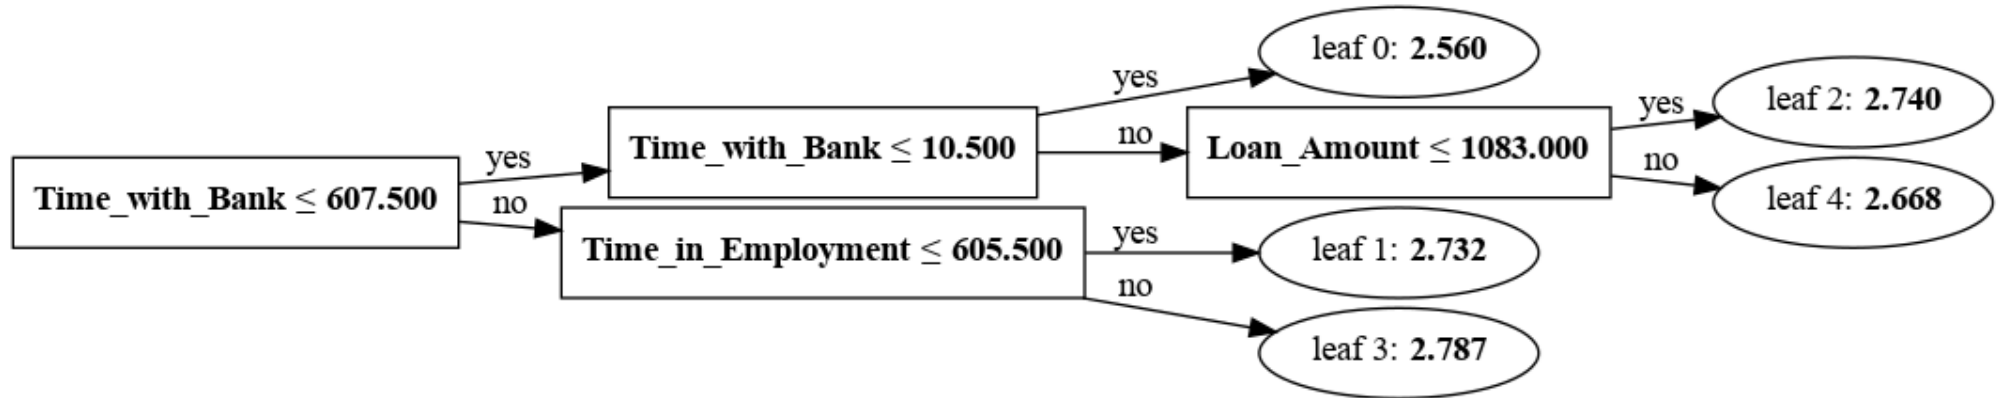 Time_with_Bank ≤ 607.500
yes
no
Time_with_Bank ≤ 10.500
Time_in_Employment ≤ 605.500
yes
no
yes
no
leaf 0: 2.560
Loan_Amount ≤ 1083.000
leaf 1: 2.732
leaf 3: 2.787
yes
no
leaf 2: 2.740
leaf 4: 2.668